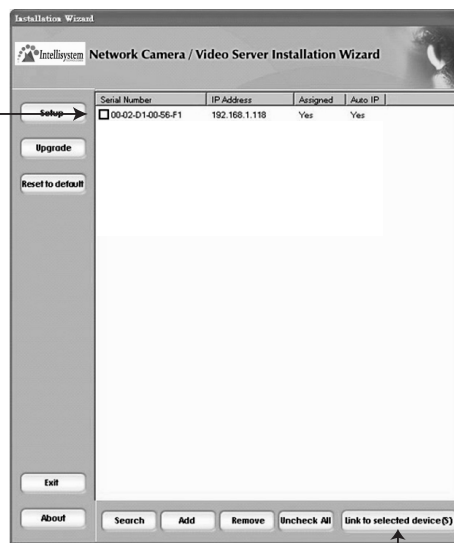 Installation Wizard
Intellisystem
Network Camera / Video Server Installation Wizard
Serial Number IP Address Assigned Auto IP
00-02-D1-00-56-F1 192.168.1.118 Yes Yes
Setup
Upgrade
Reset to default
Exit
About
Search Add Remove Uncheck All Link to selected device(S)